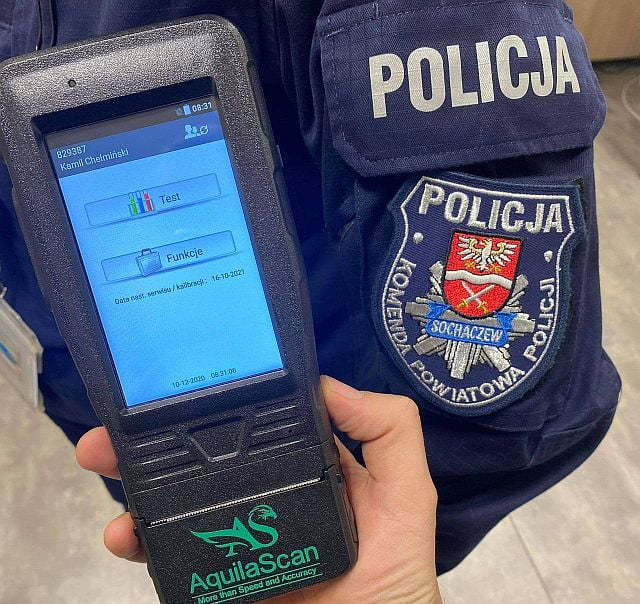 08:31
829387
Kamil Chełmiński
Test
Funkcje
Data nast. serwisu / kalibracji : 16-10-2021
10-12-2020 08:31:06
AquilaScan
More than Speed and Accuracy
POLICJA
POLICJA
KOMENDA POWIATOWA POLICJI
SOCHACZEW